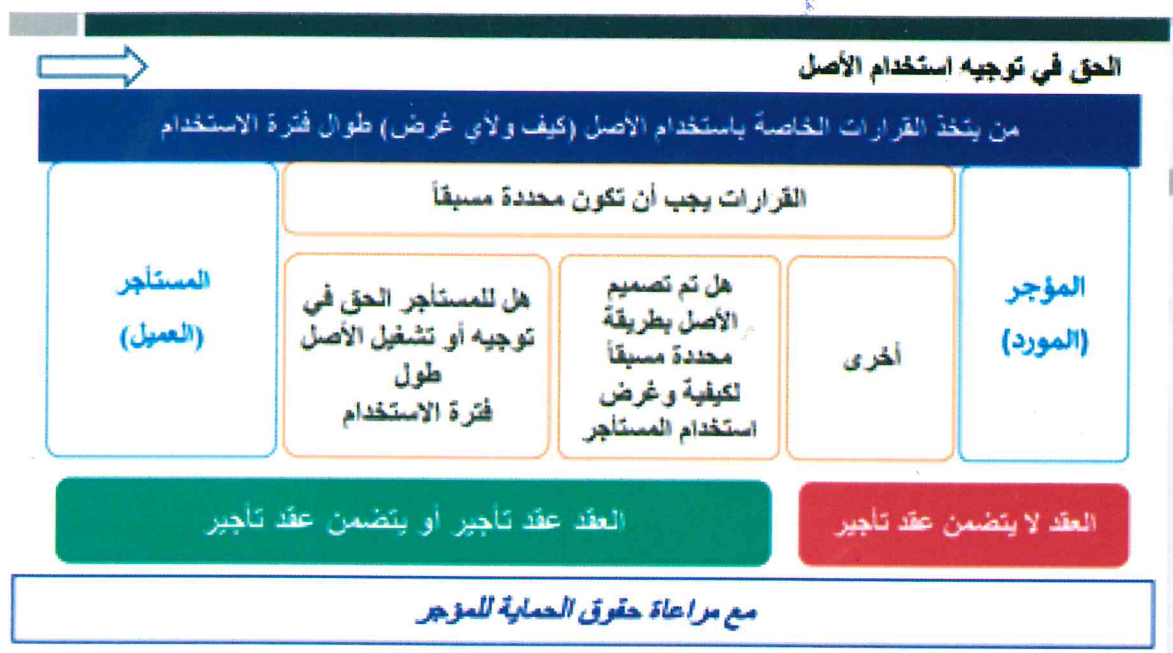 الحق في توجيه استخدام الأصل
من يتخذ القرارات الخاصة باستخدام الأصل (كيف ولأي غرض) طوال فترة الاستخدام
المؤجر
(المورد)
القرارات يجب أن تكون محددة مسبقاً
أخرى
هل تم تصميم
الأصل بطريقة
محددة مسبقاً
لكيفية وغرض
استخدام المستأجر
هل للمستأجر الحق في
توجيه أو تشغيل الأصل
طول
فترة الاستخدام
المستأجر
(العميل)
العقد لا يتضمن عقد تأجير
العقد عقد تأجير أو يتضمن عقد تأجير
مع مراعاة حقوق الحماية للمؤجر